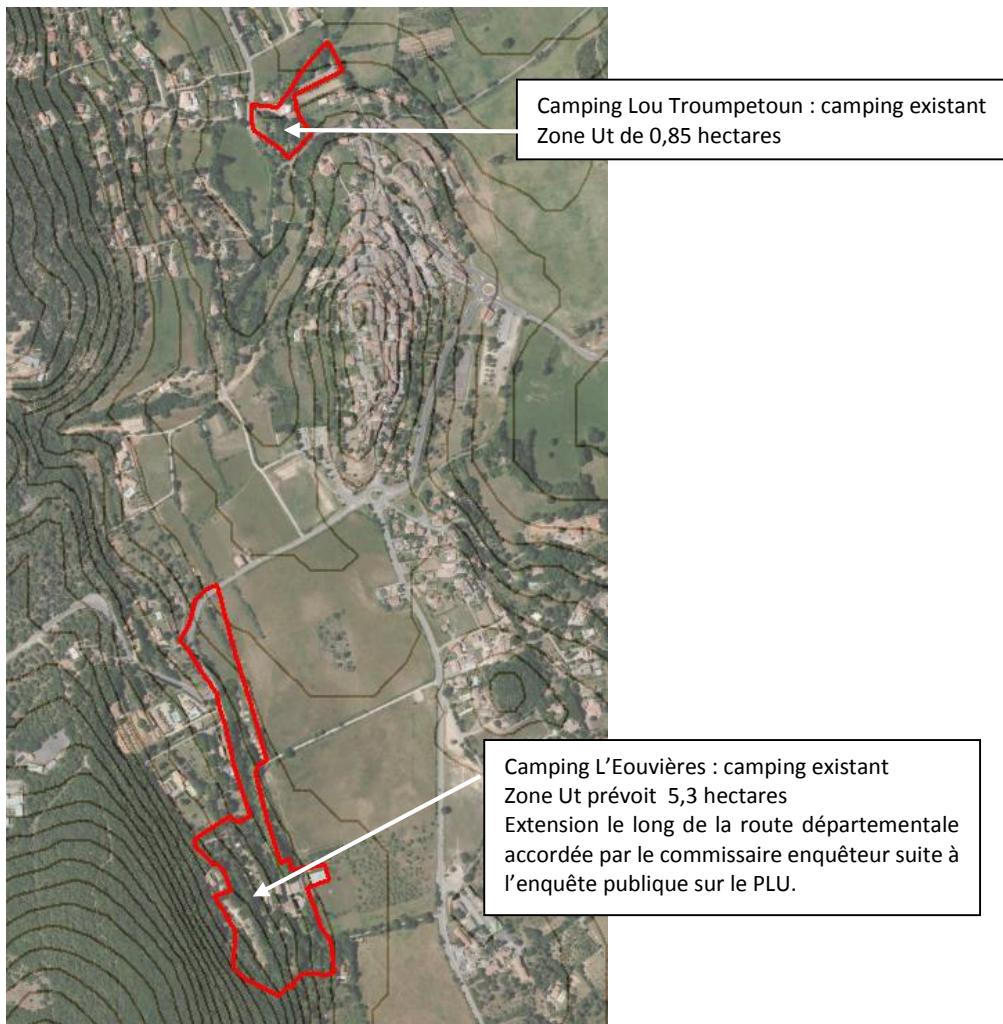 Camping Lou Troumpetoun : camping existant
Zone Ut de 0,85 hectares
Camping L’Eouvières : camping existant
Zone Ut prévoit 5,3 hectares
Extension le long de la route départementale
accordée par le commissaire enquêteur suite à
l’enquête publique sur le PLU.